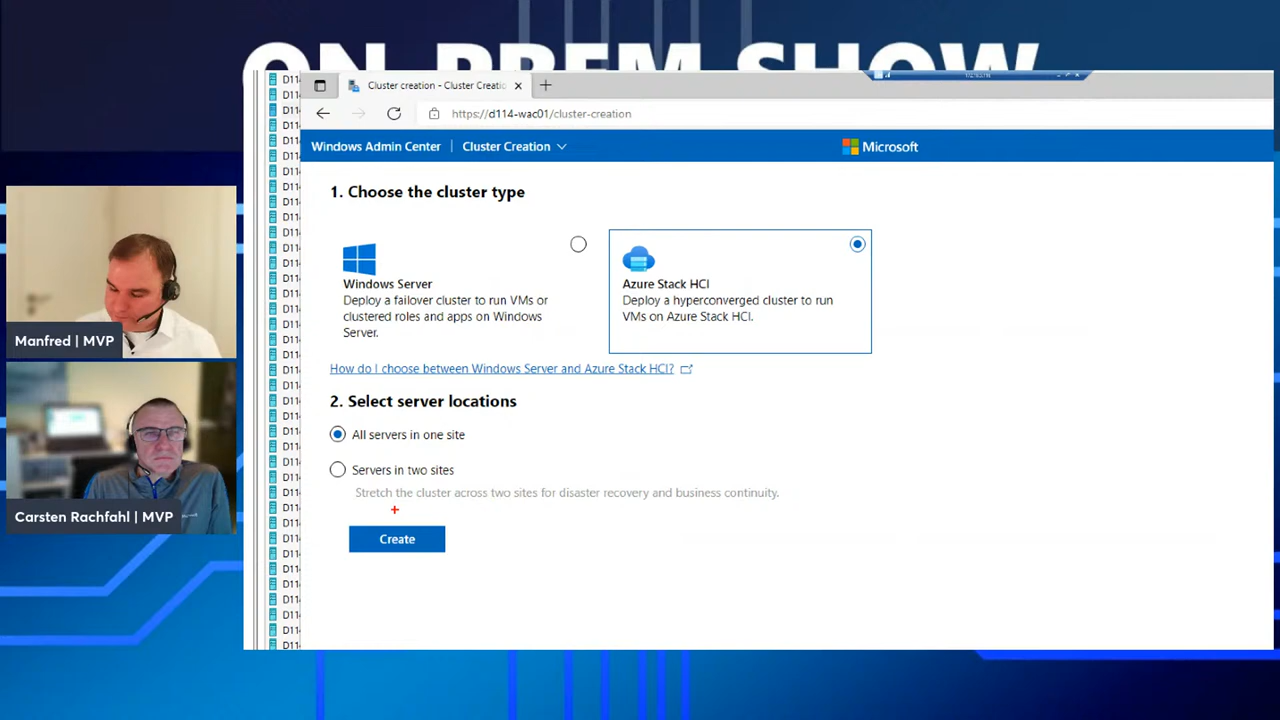 ON-PREM SHOW
Cluster creation - Cluster Creatio
https://d114-wac01/cluster-creation
Windows Admin Center | Cluster Creation
Microsoft
1. Choose the cluster type
Windows Server
Deploy a failover cluster to run VMs or
clustered roles and apps on Windows
Server.
Azure Stack HCI
Deploy a hyperconverged cluster to run
VMs on Azure Stack HCI.
How do I choose between Windows Server and Azure Stack HCI?
2. Select server locations
All servers in one site
Servers in two sites
Stretch the cluster across two sites for disaster recovery and business continuity.
Create
Manfred | MVP
Carsten Rachfahl | MVP